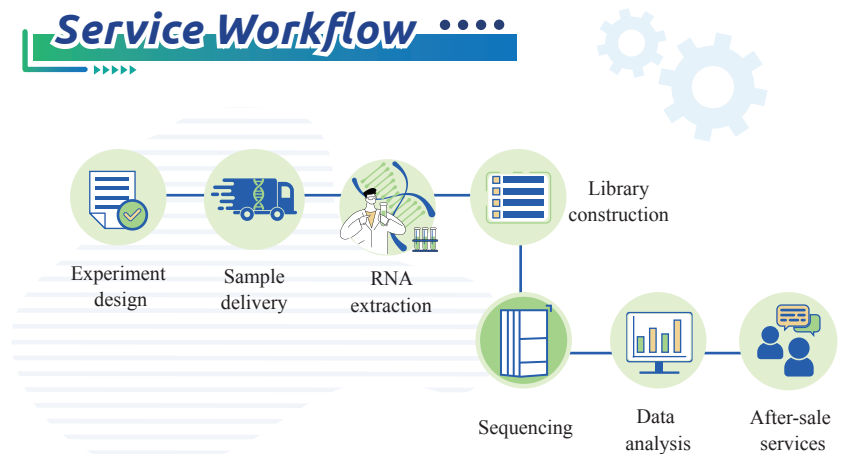 Service Workflow
Experiment
design
Sample
delivery
RNA
extraction
Library
construction
Sequencing
Data
analysis
After-sale
services